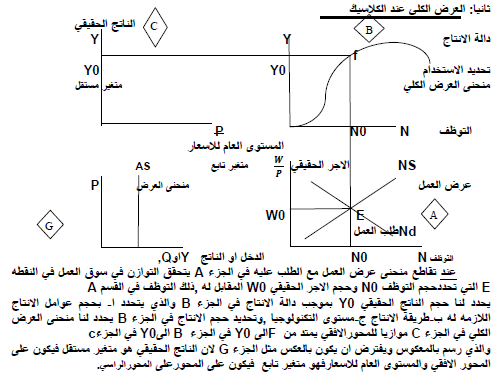 ثانيا: العرض الكلي عند الكلاسيك
الناتج الحقيقي
C
Y
Y0
متغير مستقل
P
المستوى العام للاسعار
B
دالة الانتاج
Y
Y0
f
تحديد الاستخدام
منحنى العرض الكلي
N0
N
التوظف
P
AS
منحنى العرض
متغير تابع
G
الدخل او الناتج YاوQ,
الاجر الحقيقي W/P
NS
عرض العمل
W0
E
A
طلب العمل
Nd
N0
N
التوظف
عند تقاطع منحنى عرض العمل مع الطلب عليه في الجزء A يتحقق التوازن في سوق العمل في النقطه
E التي تحددحجم التوظف N0 وحجم الاجر الحقيقي W0 المقابل له ,ذلك التوظف في القسم A
يحدد لنا حجم الناتج الحقيقي Y0 بموجب دالة الانتاج في الجزء B والذي يتحدد ا- بحجم عوامل الانتاج
اللازمه له ب-طريقة الانتاج ج-مستوى التكنولوجيا ,وتحديد حجم الانتاج في الجزء B يحدد لنا منحنى العرض
الكلي في الجزء C موازيا للمحورالافقي يمتد من Fالى Y0 في الجزء B الىY0 في الجزءc
والذي رسم بالمعكوس ويفترض ان يكون بالعكس مثل الجزء G لان الناتج الحقيقي هو متغير مستقل فيكون على
المحور الافقي والمستوى العام للاسعارفهو متغير تابع فيكون على المحورعلى المحورالراسي.